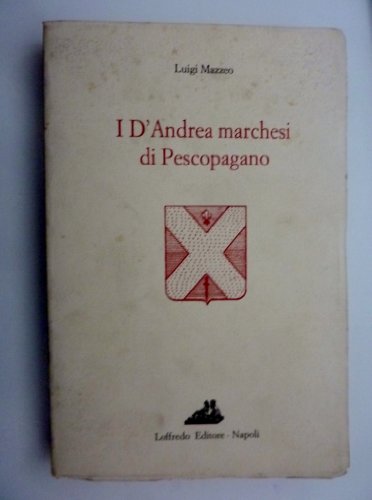 Luigi Mazzeo
I D'Andrea marchesi
di Pescopagano
Loffredo Editore · Napoli